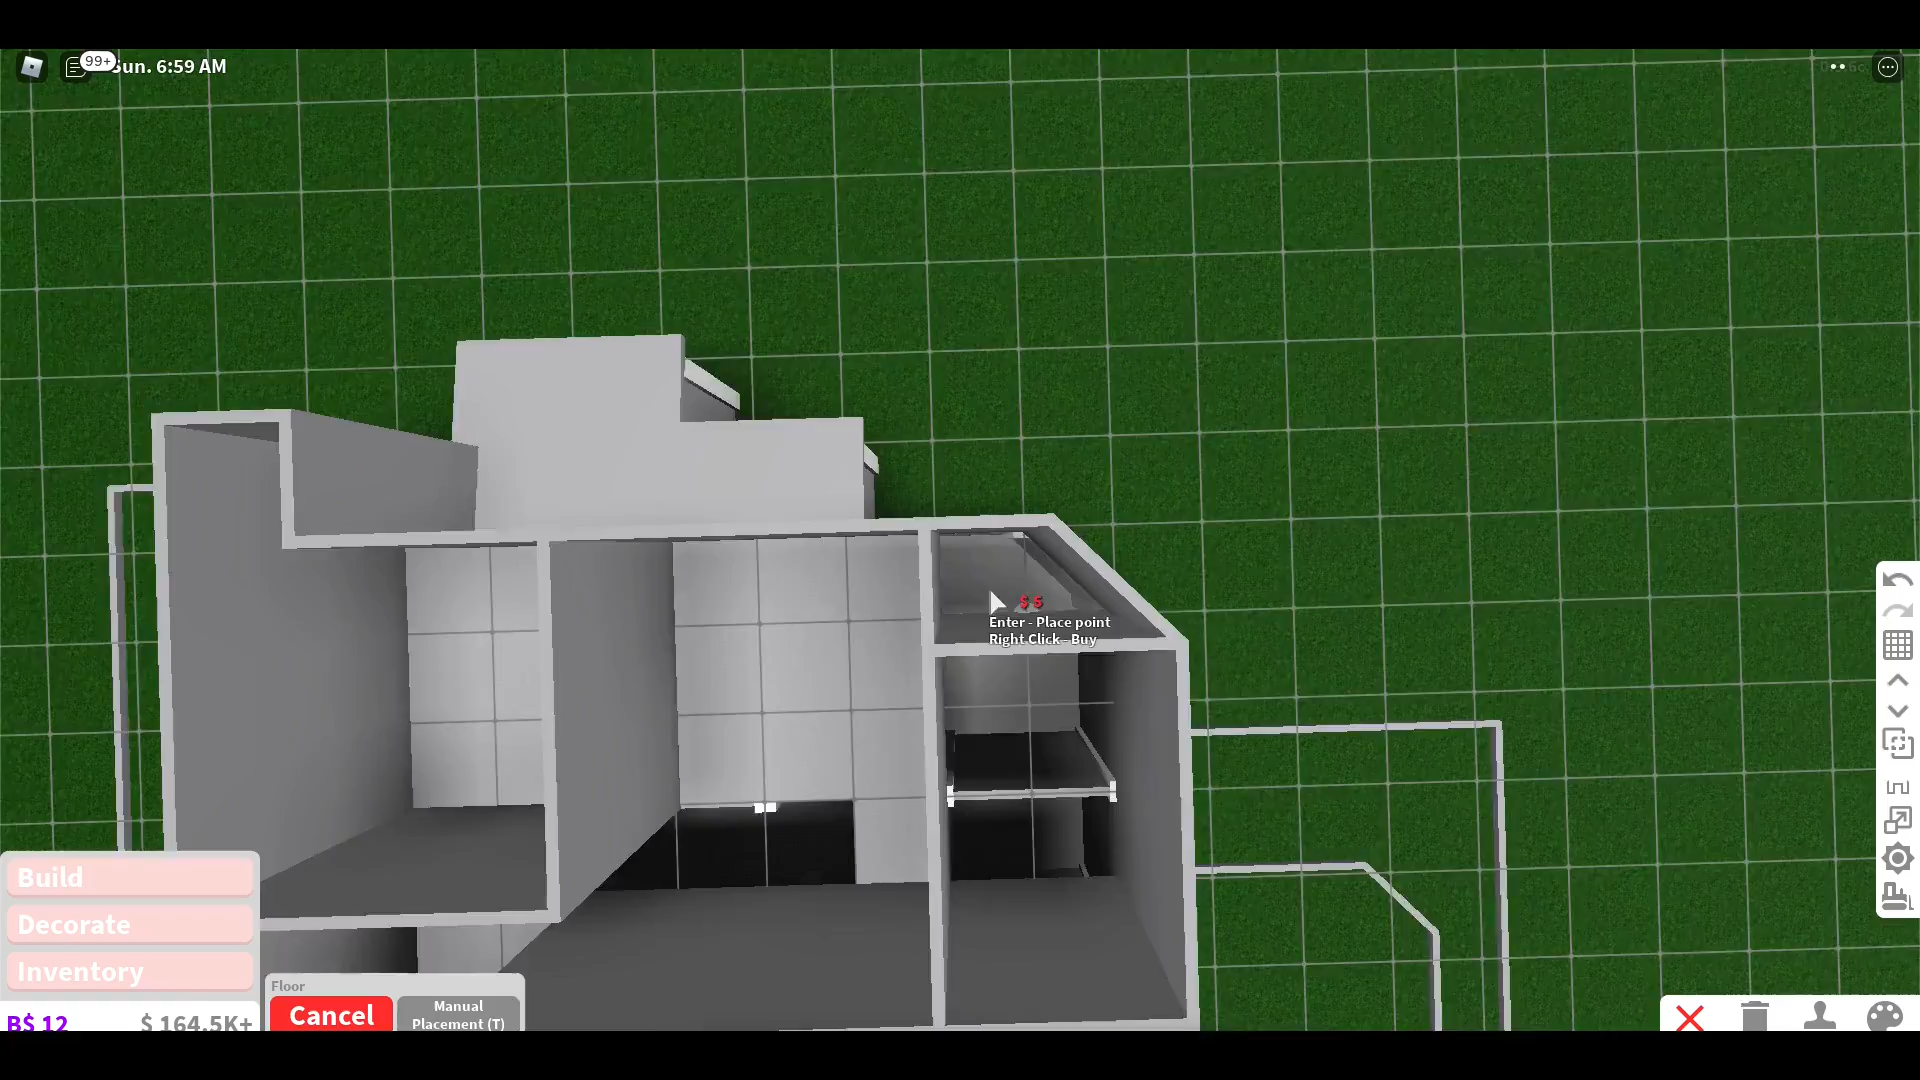 99+
Sun. 6:59 AM
$ 5
Enter - Place point
Right Click - Buy
Build
Decorate
Inventory
B$ 12
$ 164.5K+
Floor
Cancel
Manual
Placement (T)